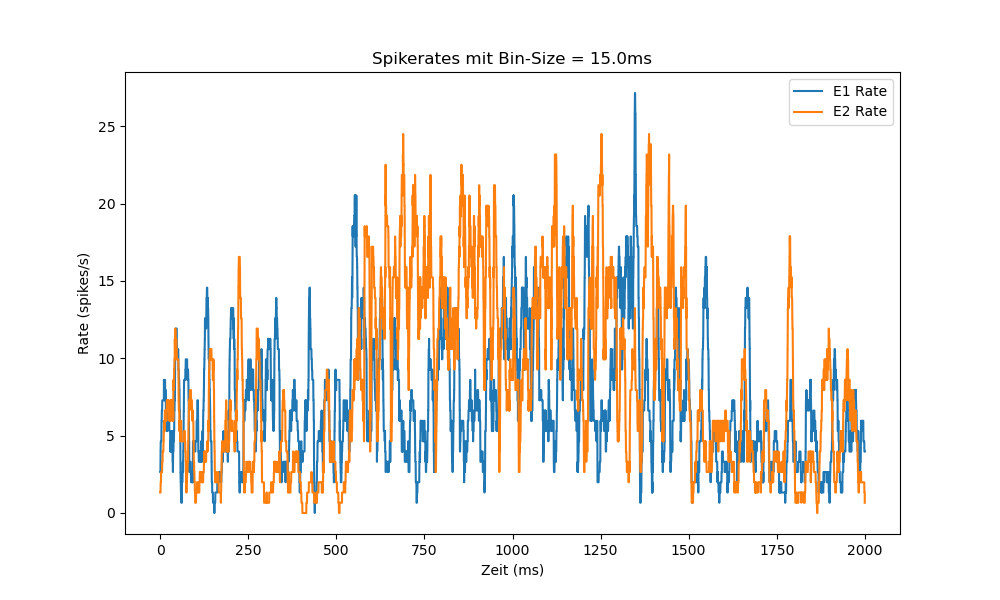 Spikerates mit Bin-Size = 15.0ms
E1 Rate
E2 Rate
Rate (spikes/s)
25
20
15
10
5
0
0 250 500 750 1000 1250 1500 1750 2000
Zeit (ms)